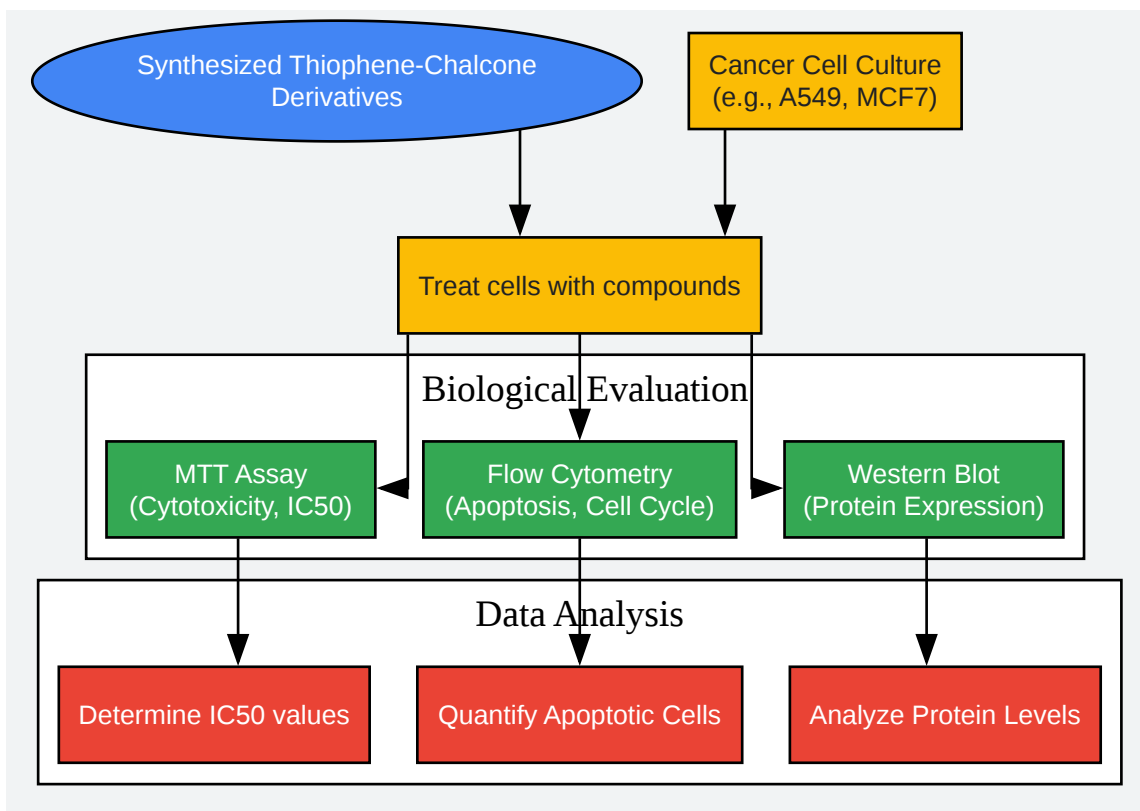 Synthesized Thiophene-Chalcone
Derivatives
Cancer Cell Culture
(e.g., A549, MCF7)
Treat cells with compounds
Biological Evaluation
MTT Assay
(Cytotoxicity, IC50)
Flow Cytometry
(Apoptosis, Cell Cycle)
Western Blot
(Protein Expression)
Data Analysis
Determine IC50 values
Quantify Apoptotic Cells
Analyze Protein Levels